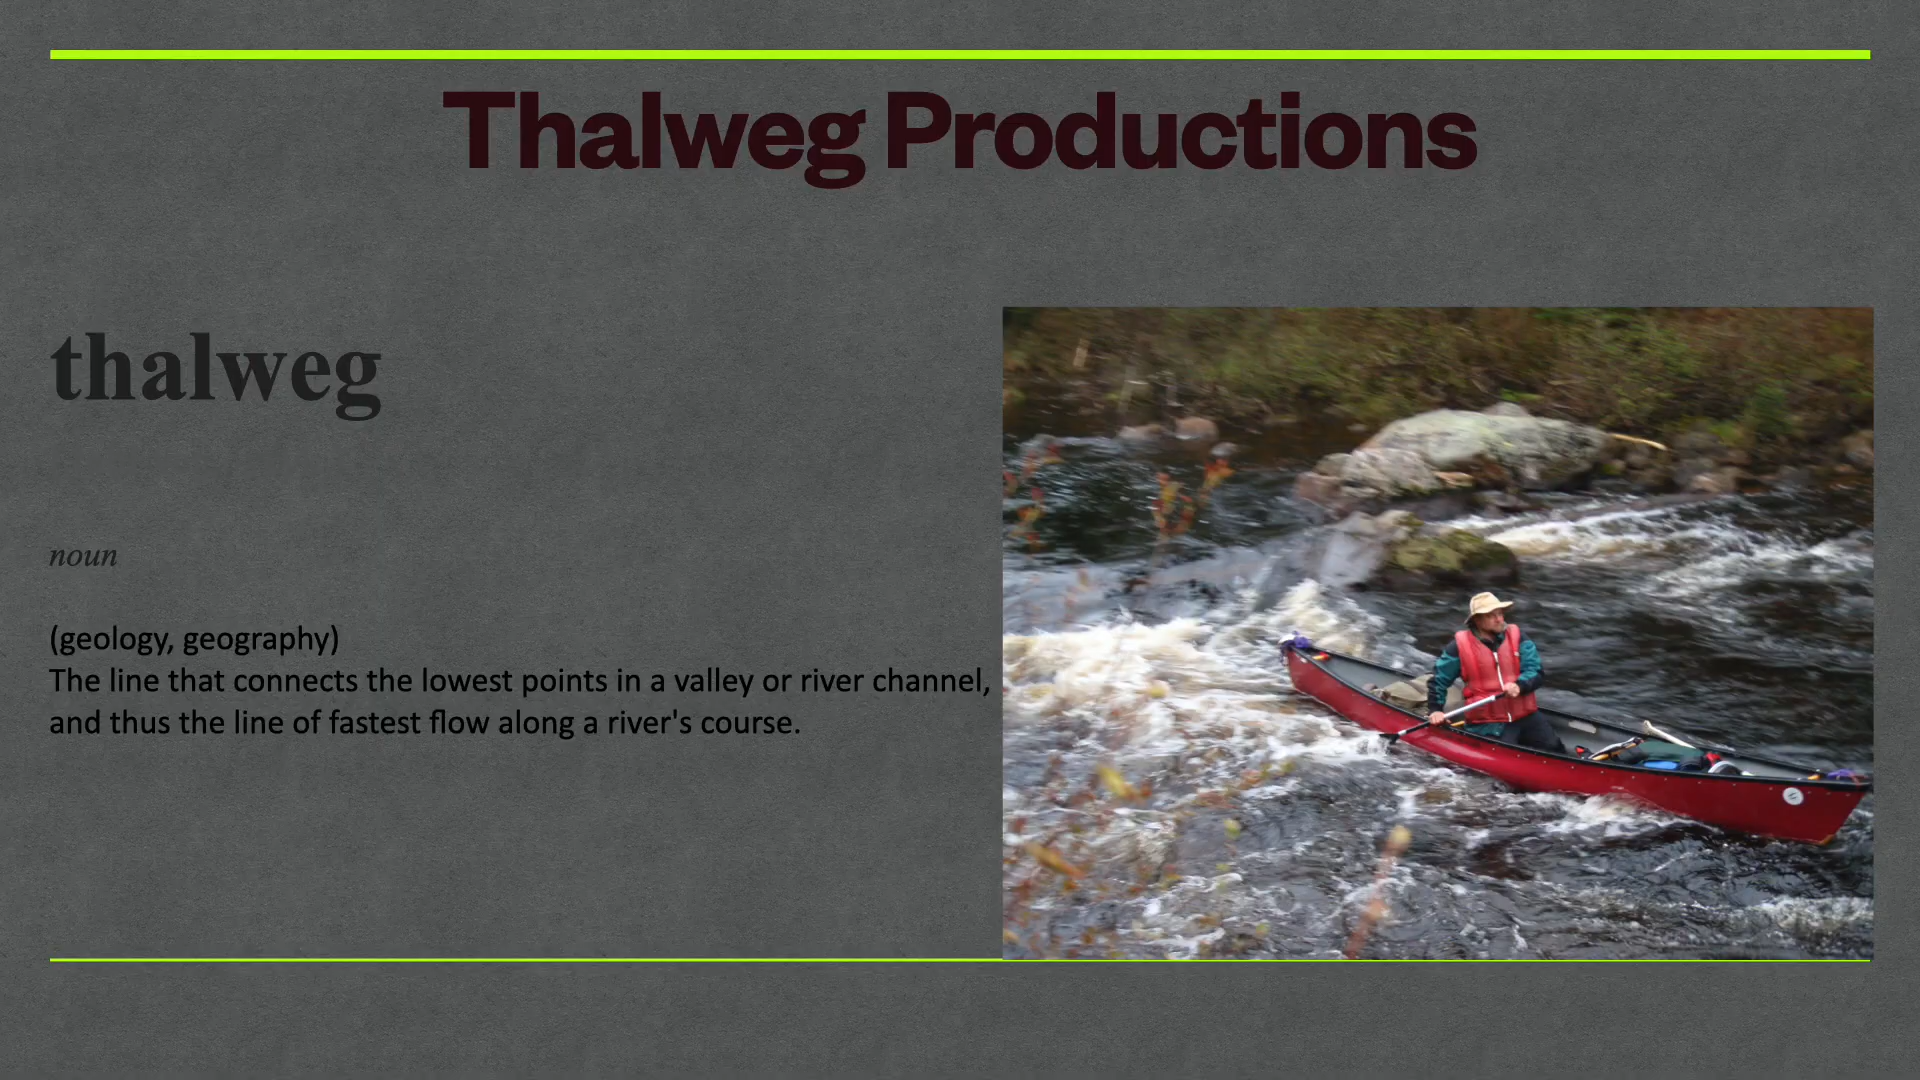 Thalweg Productions
thalweg
noun
(geology, geography)
The line that connects the lowest points in a valley or river channel,
and thus the line of fastest flow along a river's course.